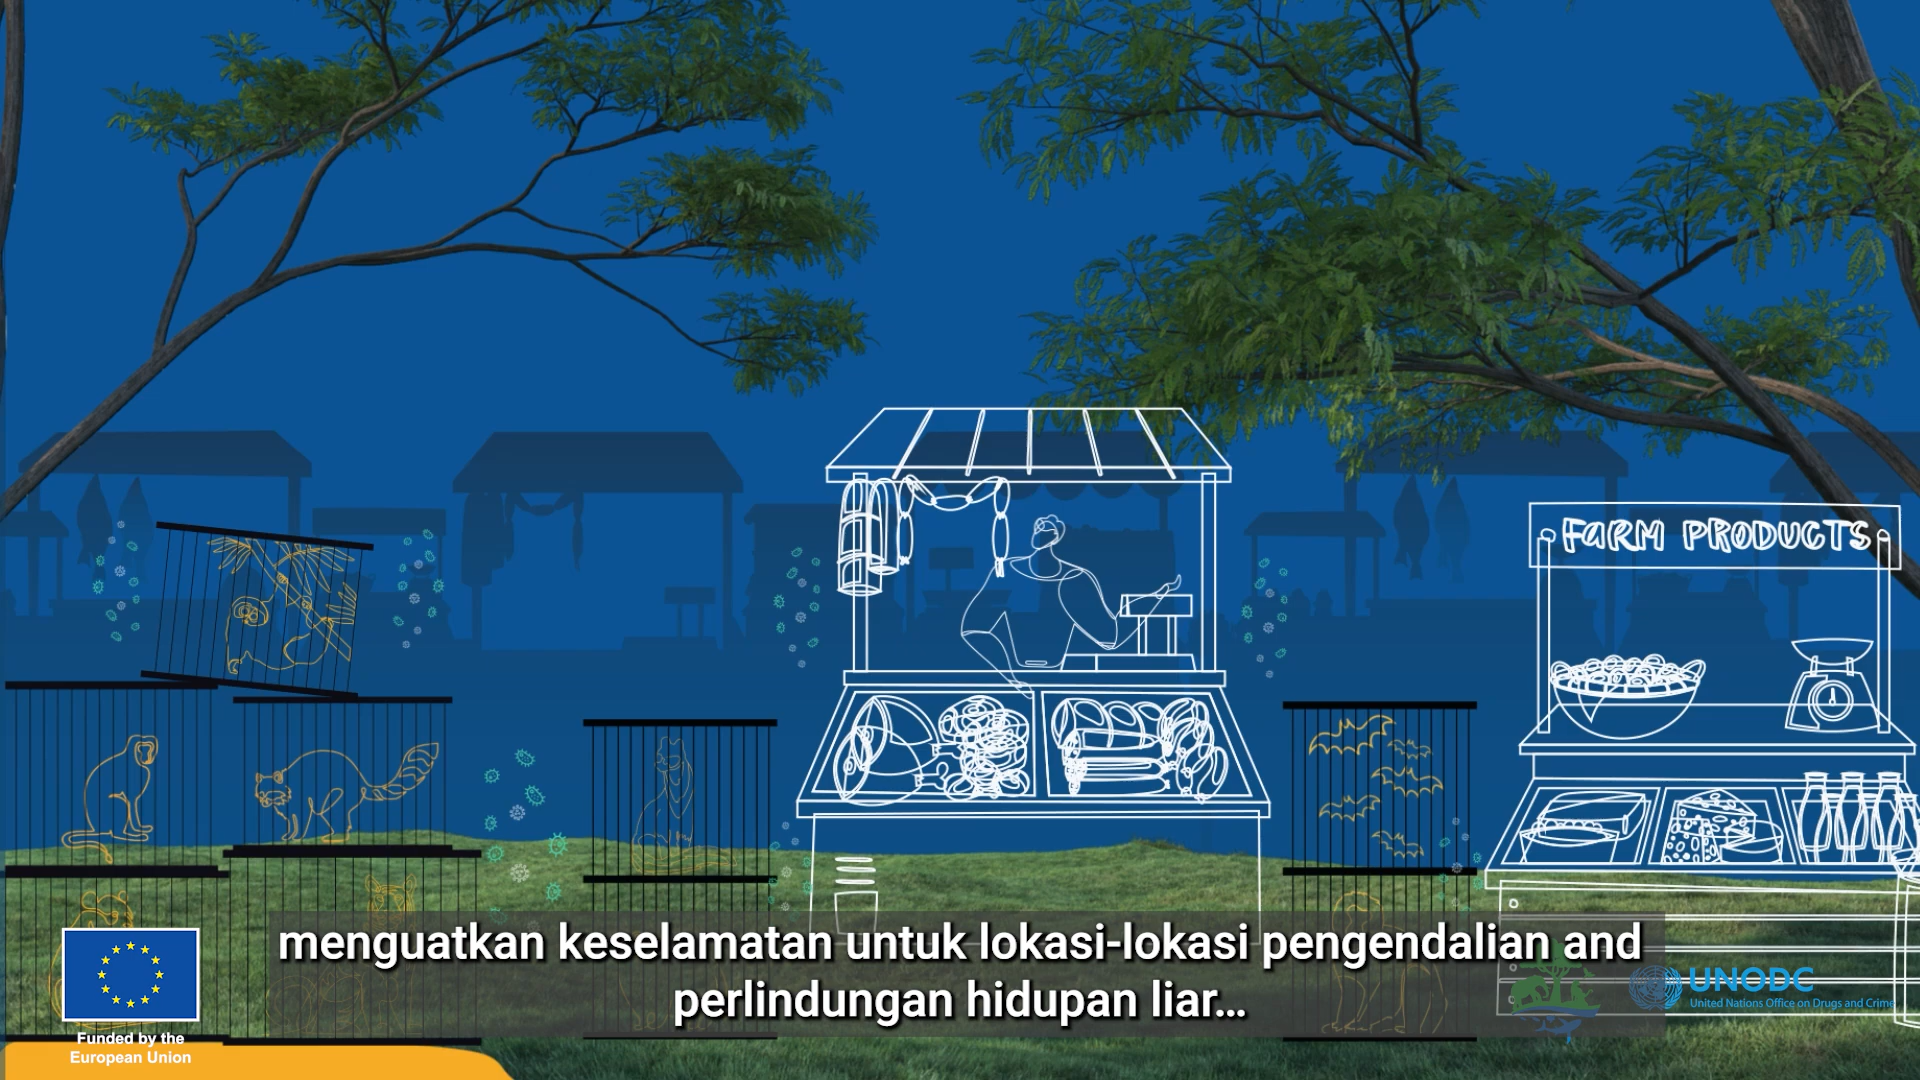 FARM PRODUCTS
menguatkan keselamatan untuk lokasi-lokasi pengendalian and
perlindungan hidupan liar...
Funded by the
European Union
UNODC
United Nations Office on Drugs and Crime